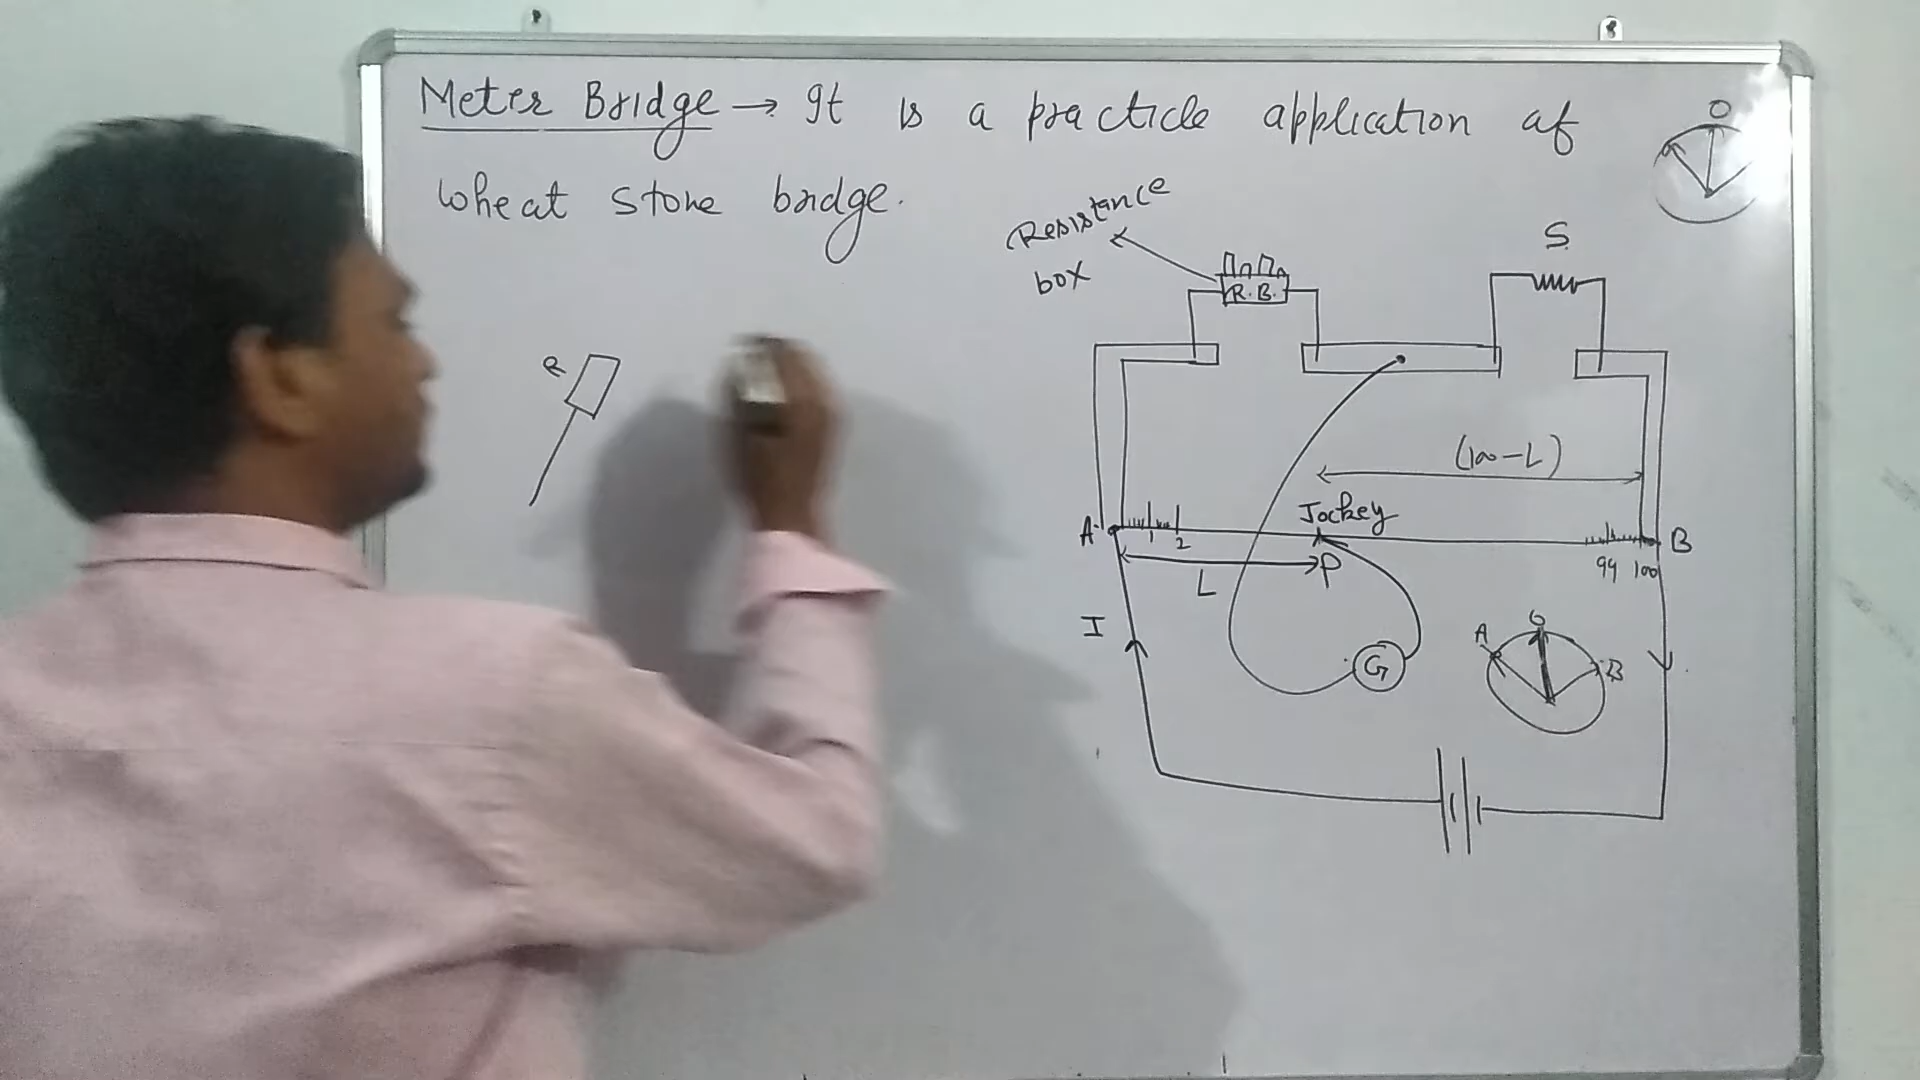 Meter Bridge → It is a practicle application of
wheat stone bridge.
O
Resistance
box
R.B.
S
R
(100-L)
Jockey
A
1
2
P
B
99 100
L
I
G
A
O
B